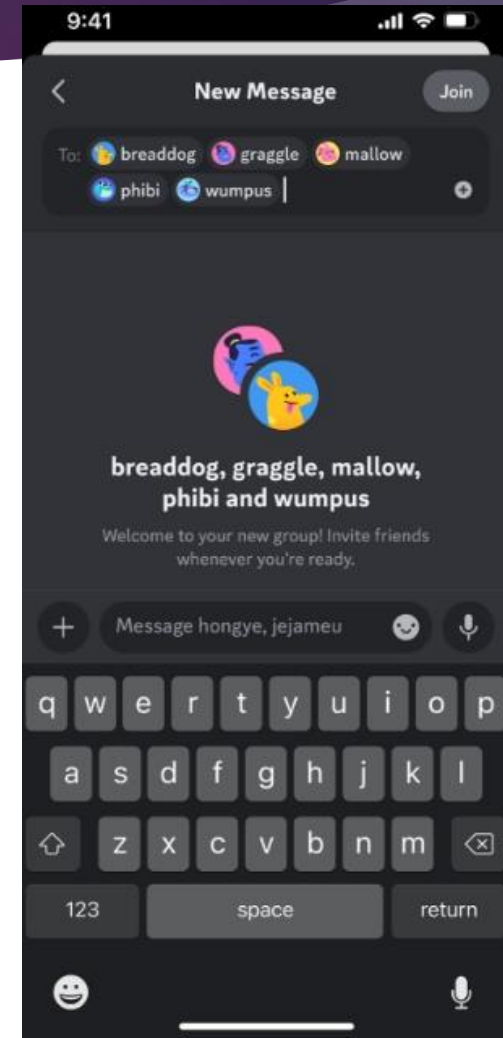 9:41
New Message
Join
To: breaddog graggle mallow
phibi wumpus
breaddog, graggle, mallow,
phibi and wumpus
Welcome to your new group! Invite friends
whenever you're ready.
Message hongye, jejameu
q w e r t y u i o p
a s d f g h j k l
z x c v b n m
123 space return